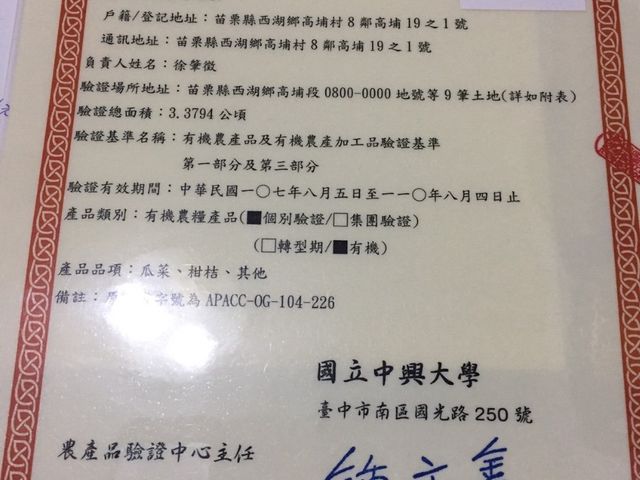 戶籍/登記地址：苗栗縣西湖鄉高埔村8鄰高埔19之1號
通訊地址：苗栗縣西湖鄉高埔村8鄰高埔19之1號
負責人姓名：徐肇徵
驗證場所地址：苗栗縣西湖鄉高埔段0800-0000地號等9筆土地(詳如附表)
驗證總面積：3.3794公頃
驗證基準名稱：有機農產品及有機農產加工品驗證基準
第一部分及第三部分
驗證有效期間：中華民國一〇七年八月五日至一一〇年八月四日止
產品類別：有機農糧產品(■個別驗證/□集團驗證)
(□轉型期/■有機)
產品品項：瓜菜、柑桔、其他
備註：原 字號為APACC-OG-104-226
國立中興大學
臺中市南區國光路250號
農產品驗證中心主任